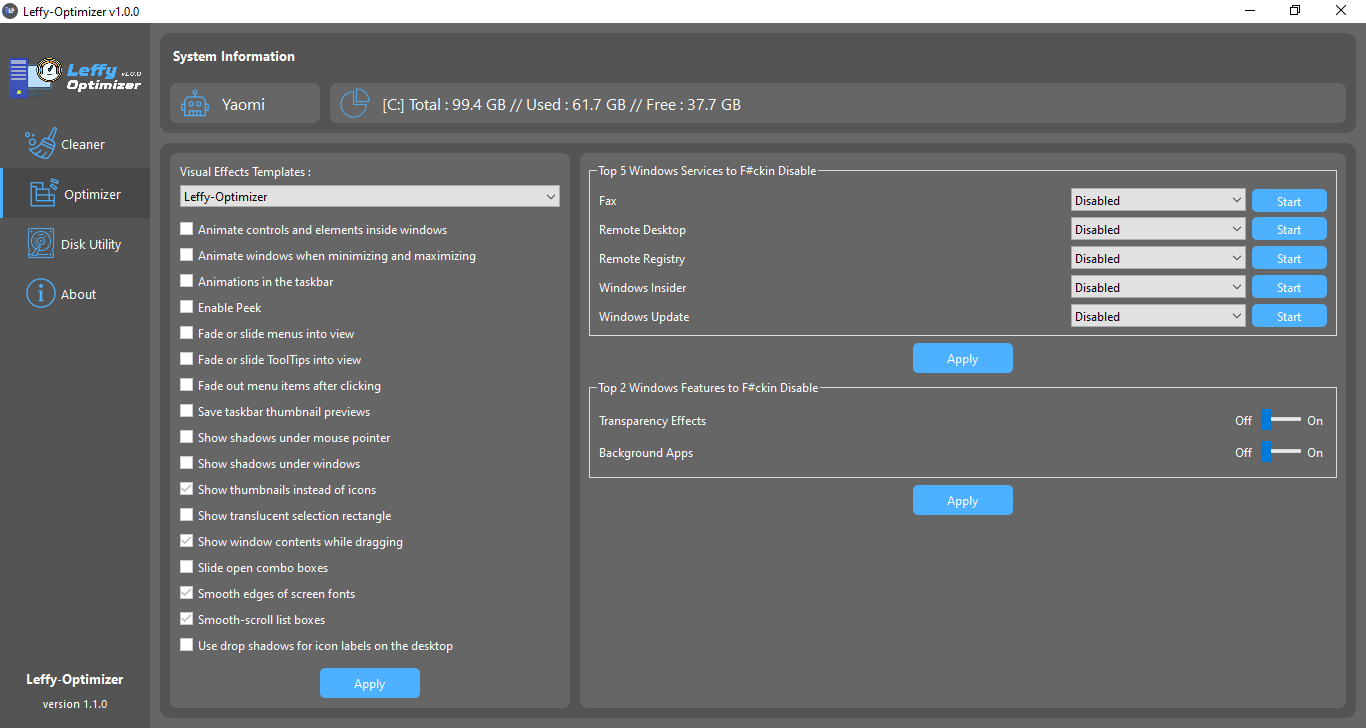 Leffy-Optimizer v1.0.0
Leffy v1.0.0
Optimizer
Cleaner
Optimizer
Disk Utility
About
Leffy-Optimizer
version 1.1.0
System Information
Yaomi
[C:] Total : 99.4 GB // Used : 61.7 GB // Free : 37.7 GB
Visual Effects Templates :
Leffy-Optimizer
Animate controls and elements inside windows
Animate windows when minimizing and maximizing
Animations in the taskbar
Enable Peek
Fade or slide menus into view
Fade or slide ToolTips into view
Fade out menu items after clicking
Save taskbar thumbnail previews
Show shadows under mouse pointer
Show shadows under windows
Show thumbnails instead of icons
Show translucent selection rectangle
Show window contents while dragging
Slide open combo boxes
Smooth edges of screen fonts
Smooth-scroll list boxes
Use drop shadows for icon labels on the desktop
Apply
Top 5 Windows Services to F#ckin Disable
Fax Disabled Start
Remote Desktop Disabled Start
Remote Registry Disabled Start
Windows Insider Disabled Start
Windows Update Disabled Start
Apply
Top 2 Windows Features to F#ckin Disable
Transparency Effects Off On
Background Apps Off On
Apply